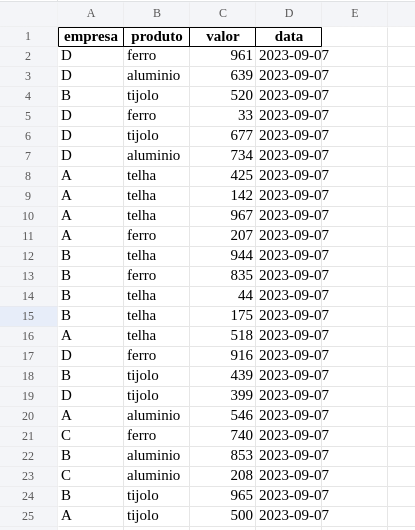 A B C D E
1 empresa produto valor data
2 D ferro 961 2023-09-07
3 D aluminio 639 2023-09-07
4 B tijolo 520 2023-09-07
5 D ferro 33 2023-09-07
6 D tijolo 677 2023-09-07
7 D aluminio 734 2023-09-07
8 A telha 425 2023-09-07
9 A telha 142 2023-09-07
10 A telha 967 2023-09-07
11 A ferro 207 2023-09-07
12 B telha 944 2023-09-07
13 B ferro 835 2023-09-07
14 B telha 44 2023-09-07
15 B telha 175 2023-09-07
16 A telha 518 2023-09-07
17 D ferro 916 2023-09-07
18 B tijolo 439 2023-09-07
19 D tijolo 399 2023-09-07
20 A aluminio 546 2023-09-07
21 C ferro 740 2023-09-07
22 B aluminio 853 2023-09-07
23 C aluminio 208 2023-09-07
24 B tijolo 965 2023-09-07
25 A tijolo 500 2023-09-07